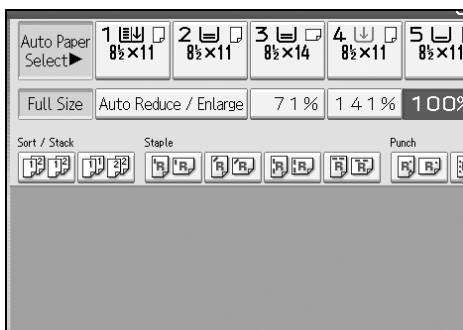 Auto Paper Select▶ 1 2 3 4 5
8½×11 8½×11 8½×14 8½×11 8½×11
Full Size Auto Reduce / Enlarge 71% 141% 100%
Sort / Stack Staple Punch